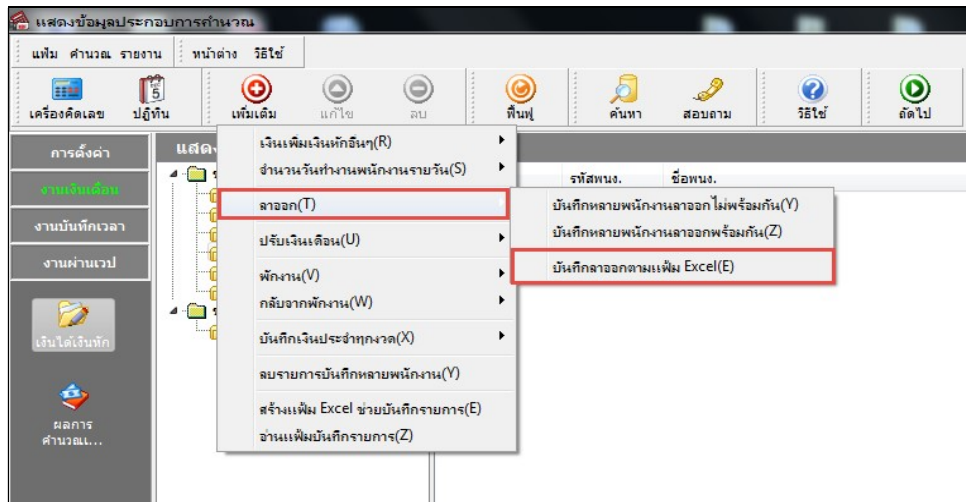 แสดงข้อมูลประกอบการคำนวณ
แฟ้ม คำนวณ รายงาน หน้าต่าง วิธีใช้
เครื่องคิดเลข ปฏิทิน เพิ่มเติม แก้ไข ลบ ฟื้นฟู ค้นหา สอบถาม วิธีใช้ ถัดไป
การตั้งค่า
งานเงินเดือน
งานบันทึกเวลา
งานผ่านเวป
เงินได้เงินหัก
ผลการ
คำนวณแ...
แสดง
เงินเพิ่มเงินหักอื่นๆ(R)
จำนวนวันทำงานพนักงานรายวัน(S)
ลาออก(T)
ปรับเงินเดือน(U)
พักงาน(V)
กลับจากพักงาน(W)
บันทึกเงินประจำทุกงวด(X)
ลบรายการบันทึกหลายพนักงาน(Y)
สร้างแฟ้ม Excel ช่วยบันทึกรายการ(E)
อ่านแฟ้มบันทึกรายการ(Z)
รหัสพนง. ชื่อพนง.
บันทึกหลายพนักงานลาออกไม่พร้อมกัน(Y)
บันทึกหลายพนักงานลาออกพร้อมกัน(Z)
บันทึกลาออกตามแฟ้ม Excel(E)